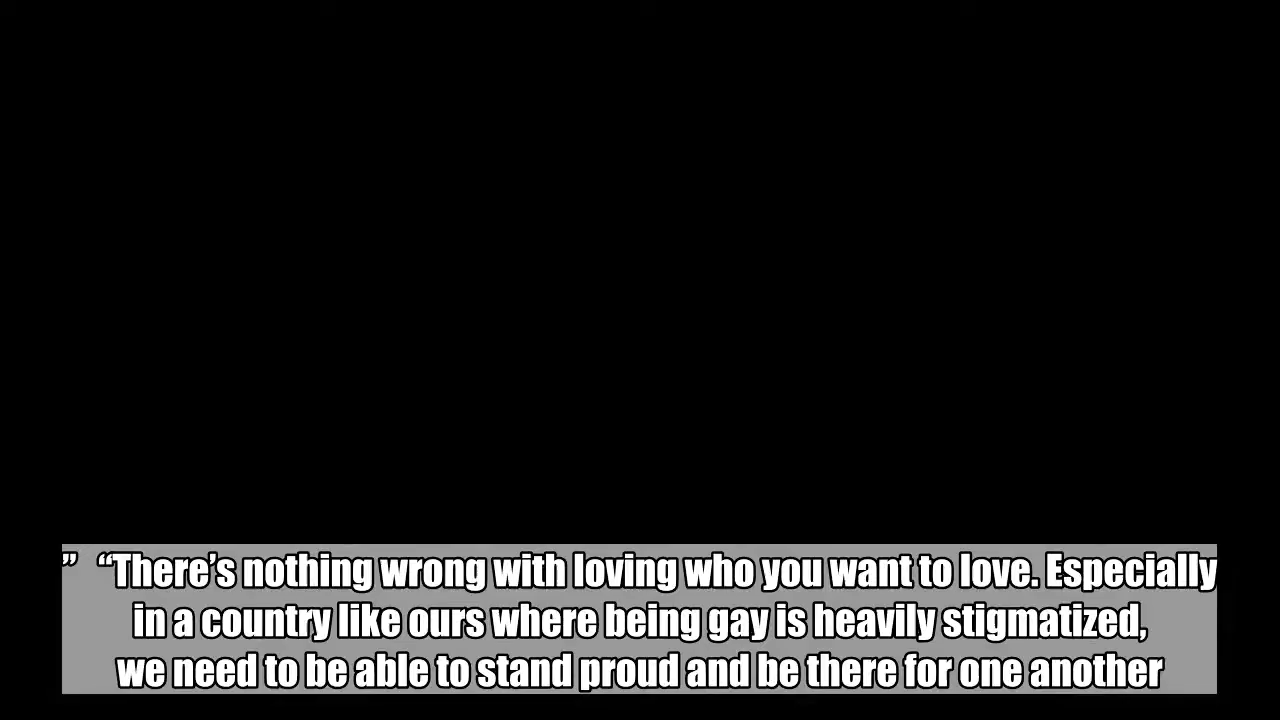 ” “There’s nothing wrong with loving who you want to love. Especially
in a country like ours where being gay is heavily stigmatized,
we need to be able to stand proud and be there for one another